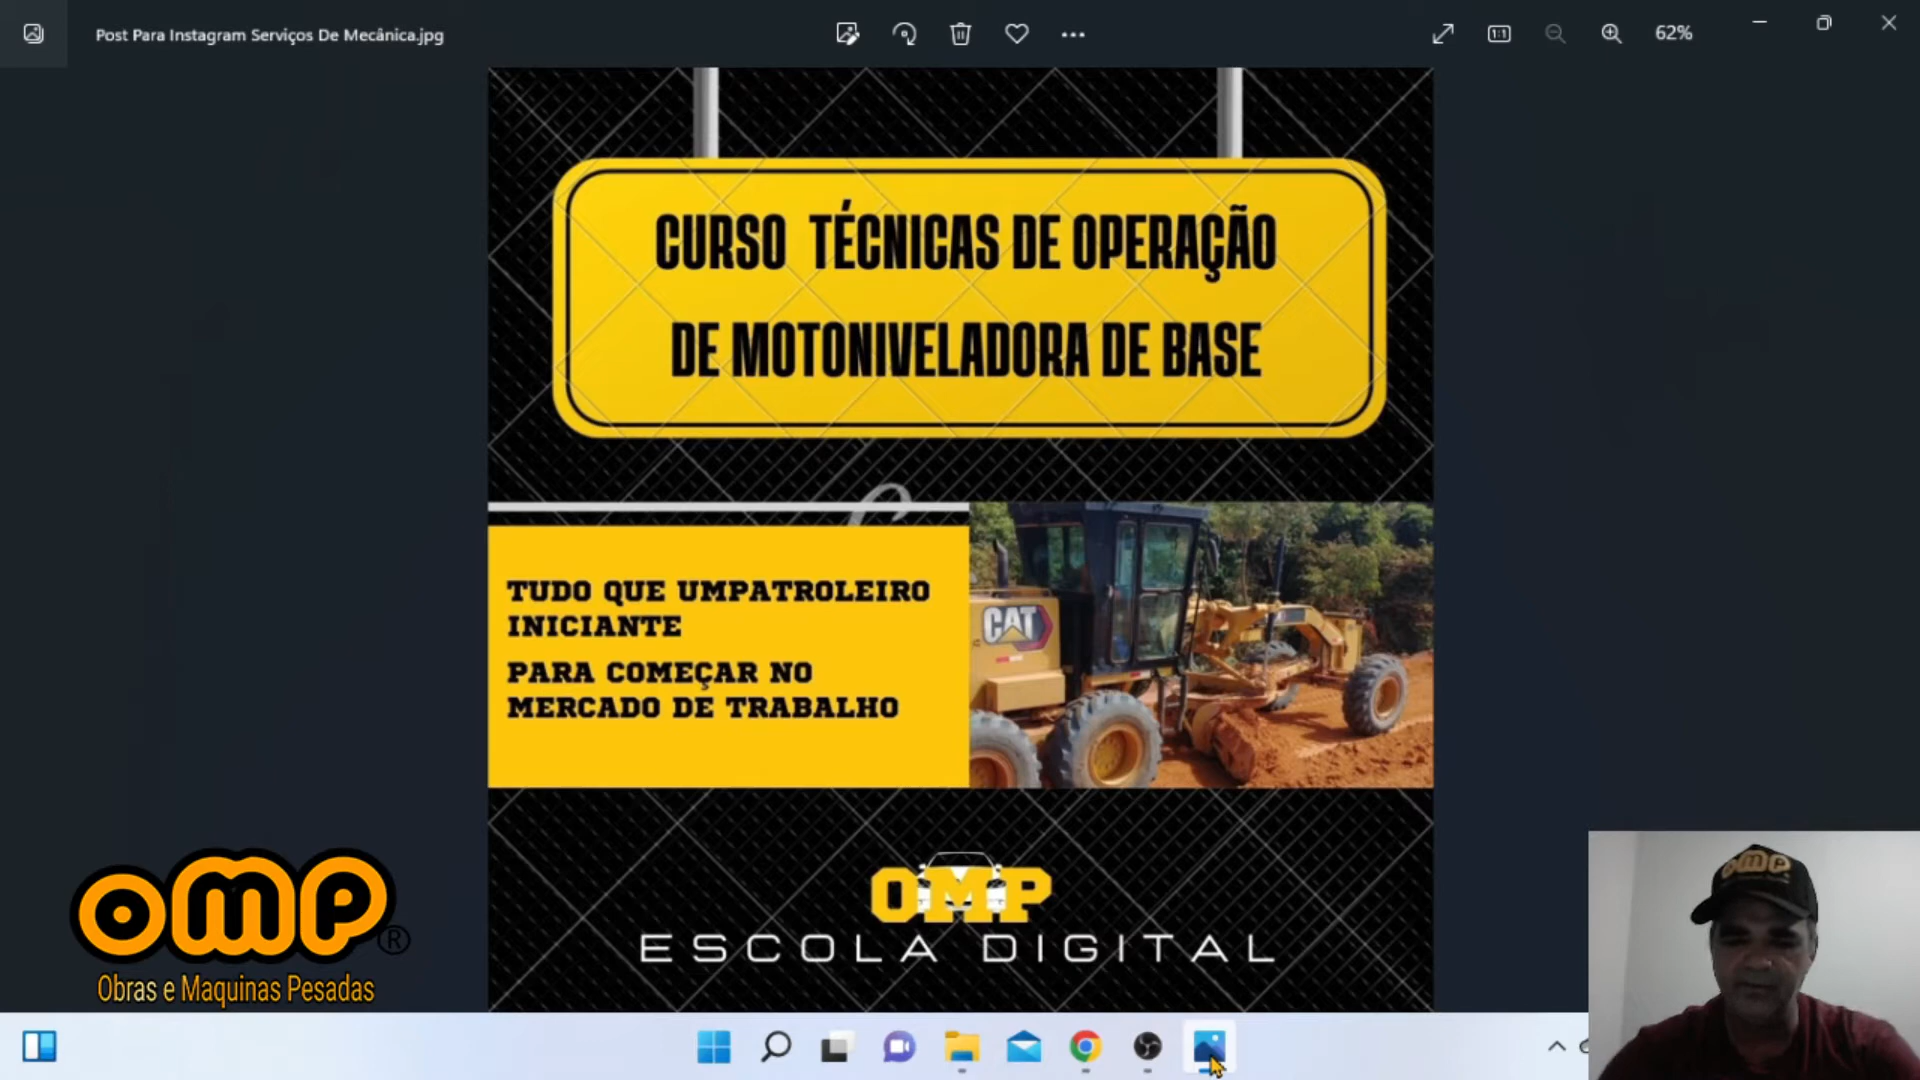 Post Para Instagram Serviços De Mecânica.jpg
62%
CURSO TÉCNICAS DE OPERAÇÃO
DE MOTONIVELADORA DE BASE
TUDO QUE UMPATROLEIRO
INICIANTE
PARA COMEÇAR NO
MERCADO DE TRABALHO
CAT
OMP
ESCOLA DIGITAL
omp®
Obras e Maquinas Pesadas
omp